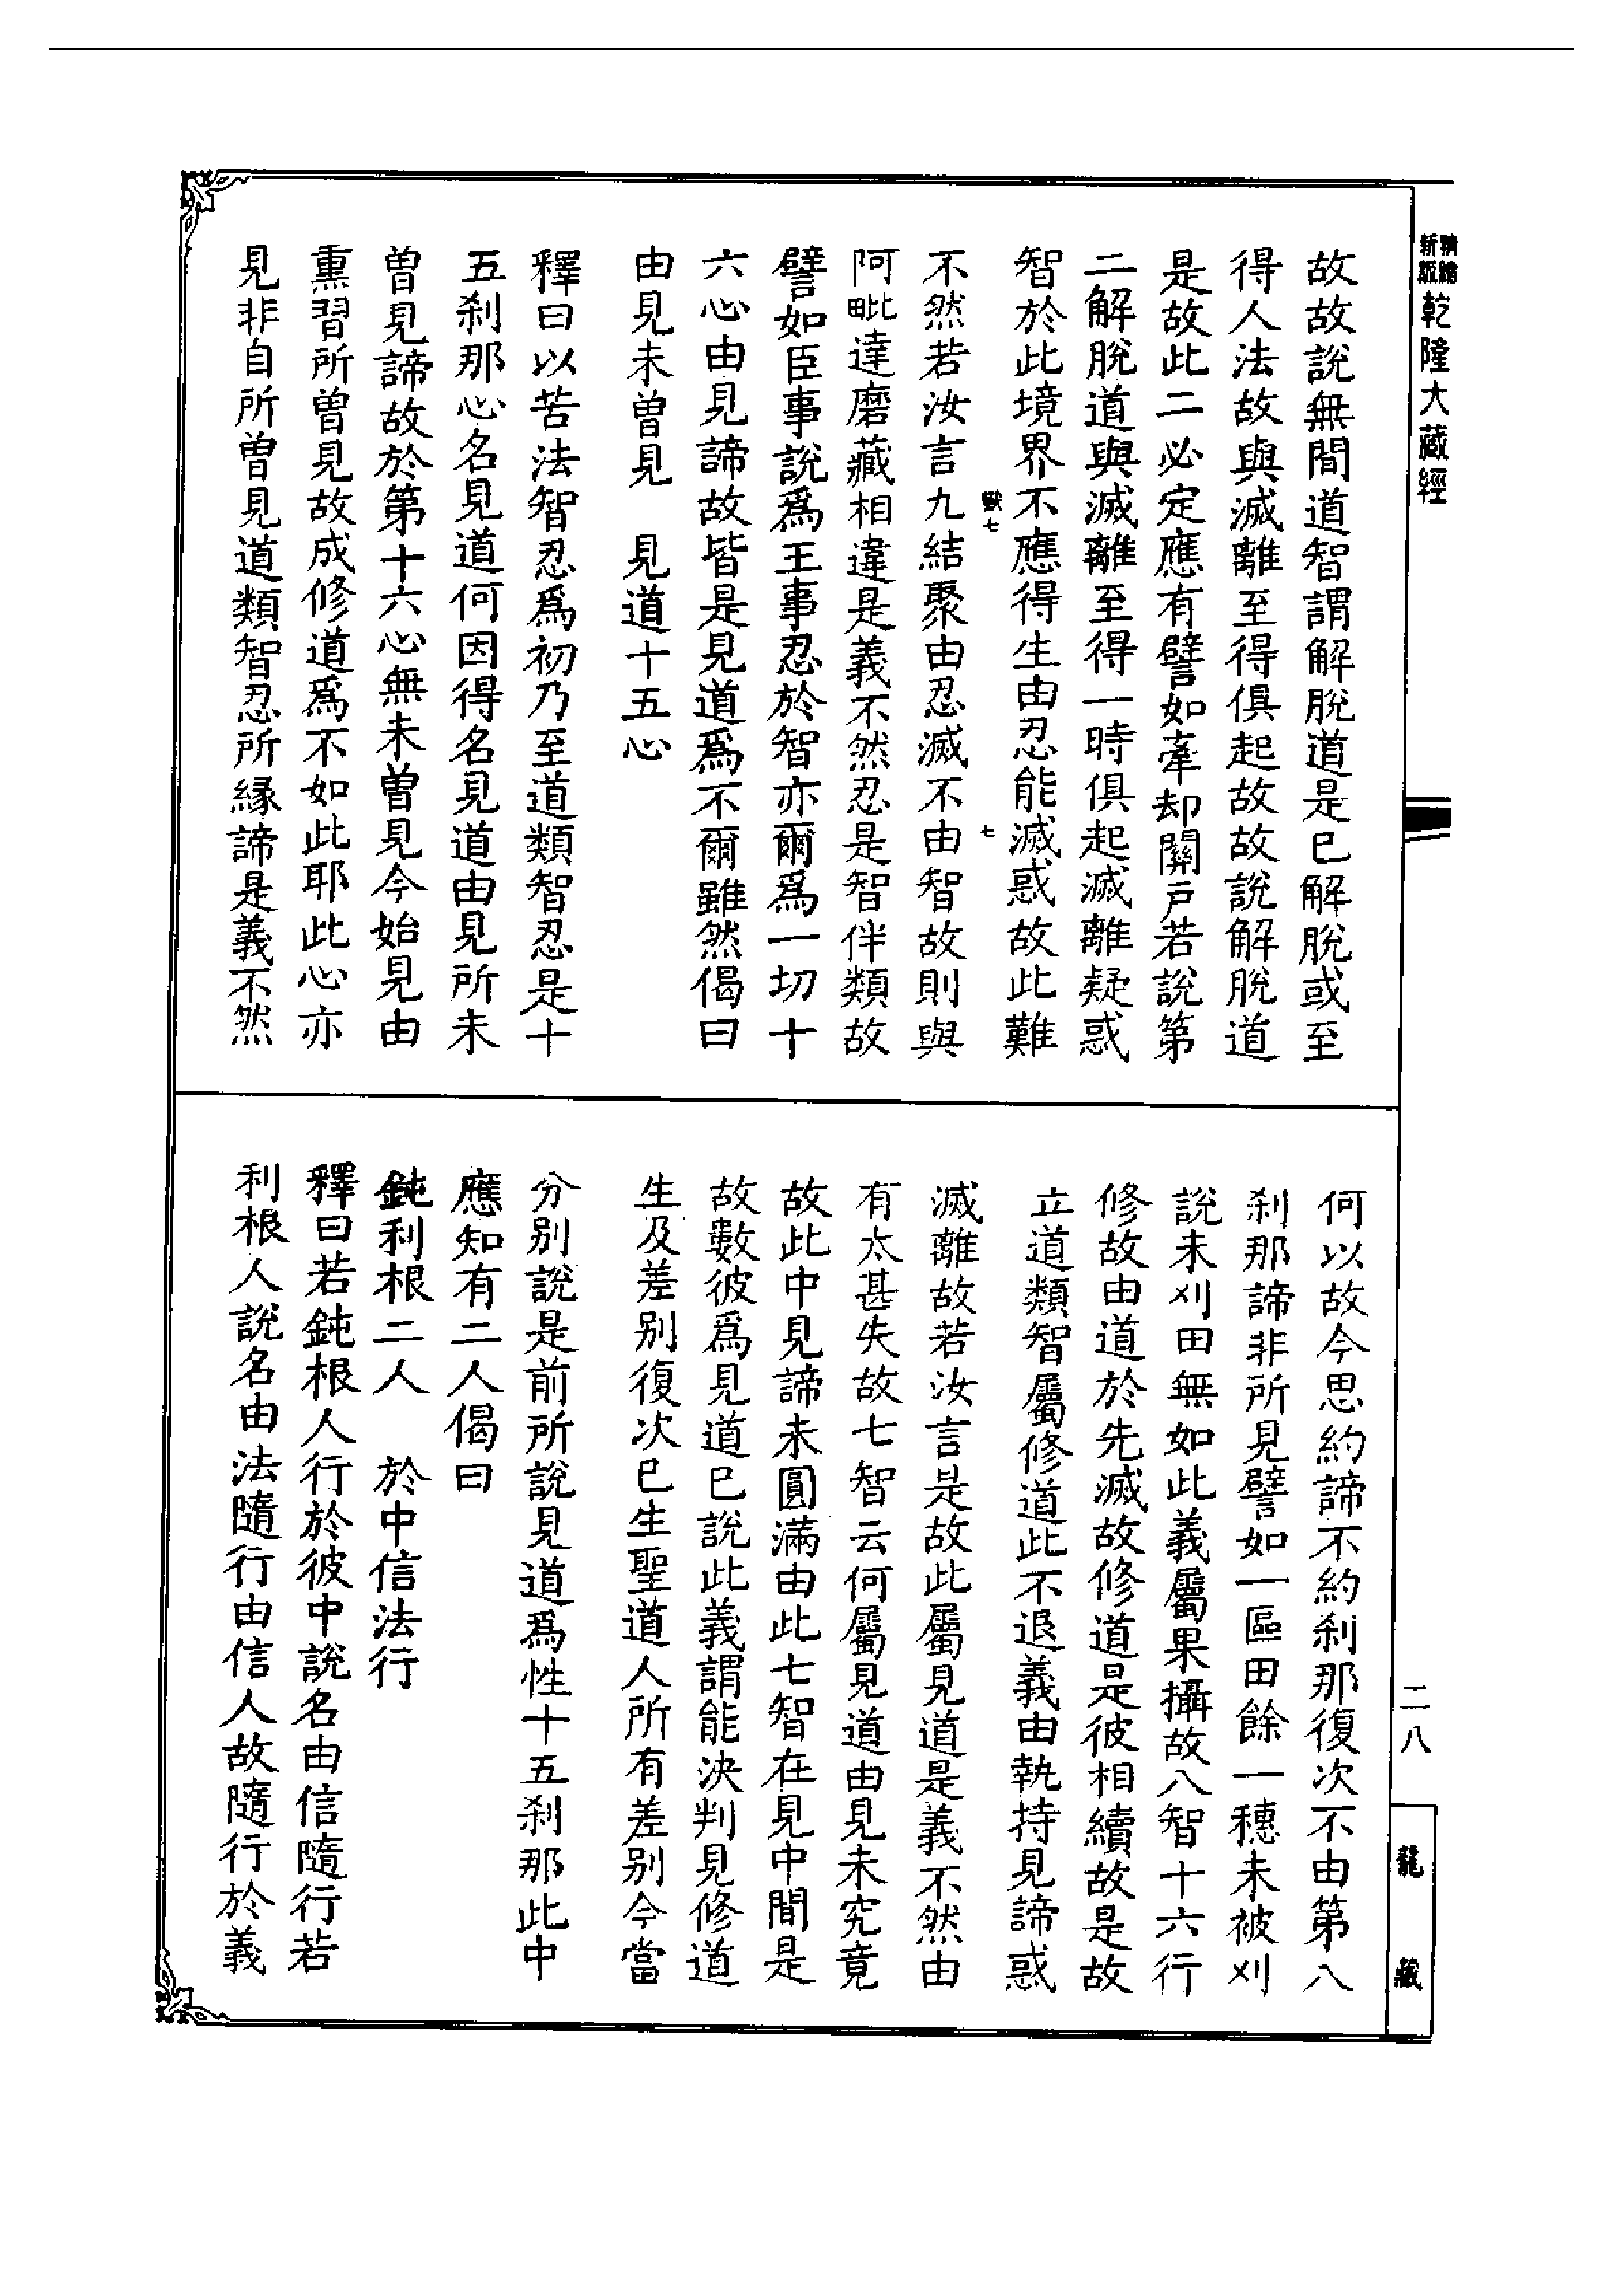 新版精繪乾隆大藏經
故故說無間道智謂解脫道是已解脫或至
得人法故與滅離至得俱起故故說解脫道
是故此二必定應有譬如牽却關戶若說第
二解脫道與滅離至得一時俱起滅離疑惑
智於此境界不應得生由忍能滅惑故此難
獸七　七
不然若汝言九結聚由忍滅不由智故則與
阿毗達磨藏相違是義不然忍是智伴類故
譬如臣事說爲王事忍於智亦爾爲一切十
六心由見諦故皆是見道爲不爾雖然偈曰
由見未曾見　見道十五心
釋曰以苦法智忍爲初乃至道類智忍是十
五刹那心名見道何因得名見道由見所未
曾見諦故於第十六心無未曾見今始見由
熏習所曾見故成修道爲不如此耶此心亦
見非自所曾見道類智忍所緣諦是義不然
何以故今思約諦不約刹那復次不由第八
刹那諦非所見譬如一區田餘一穗未被刈
說未刈田無如此義屬果攝故八智十六行
修故由道於先滅故修道是彼相續故是故
立道類智屬修道此不退義由執持見諦惑
滅離故若汝言是故此屬見道是義不然由
有太甚失故七智云何屬見道由見未究竟
故此中見諦未圓滿由此七智在見中間是
故數彼爲見道已說此義謂能決判見修道
生及差別復次已生聖道人所有差別今當
分別說是前所說見道爲性十五刹那此中
應知有二人偈曰
鈍利根二人　於中信法行
釋曰若鈍根人行於彼中說名由信隨行若
利根人說名由法隨行由信人故隨行於義
二八
龍藏